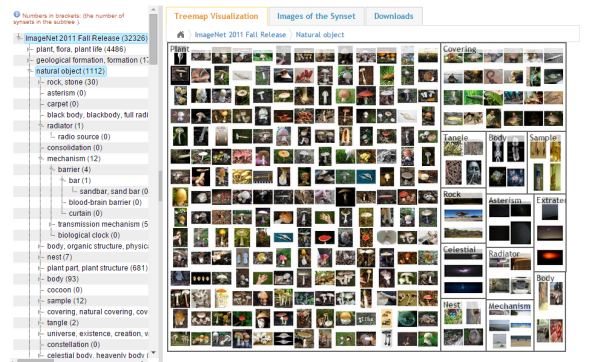 Numbers in brackets: (the number of
synsets in the subtree ).
ImageNet 2011 Fall Release (32326)
plant, flora, plant life (4486)
geological formation, formation (17
natural object (1112)
rock, stone (30)
asterism (0)
carpet (0)
black body, blackbody, full radi
radiator (1)
radio source (0)
consolidation (0)
mechanism (12)
barrier (4)
bar (1)
sandbar, sand bar (0
blood-brain barrier (0)
curtain (0)
transmission mechanism (5
biological clock (0)
body, organic structure, physica
nest (7)
plant part, plant structure (681)
body (93)
cocoon (0)
sample (12)
covering, natural covering, cov
tangle (2)
universe, existence, creation, w
constellation (0)
celestial body, heavenly body (
Treemap Visualization
Images of the Synset
Downloads
ImageNet 2011 Fall Release
Natural object
Plant
Covering
Tangle
Body
Sample
Rock
Asterism
Extrater
Celestial
Radiator
Body
Nest
Mechanism